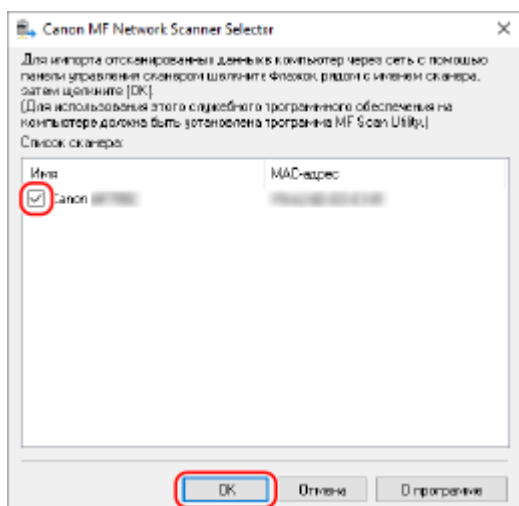 Canon MF Network Scanner Selector
Для импорта отсканированных данных в компьютер через сеть с помощью
панели управления сканером щелкните флажок рядом с именем сканера,
затем щелкните [OK].
(Для использования этого служебного программного обеспечения на
компьютере должна быть установлена программа MF Scan Utility.)
Список сканера:
Имя MAC-адрес
Canon
OK Отмена О программе